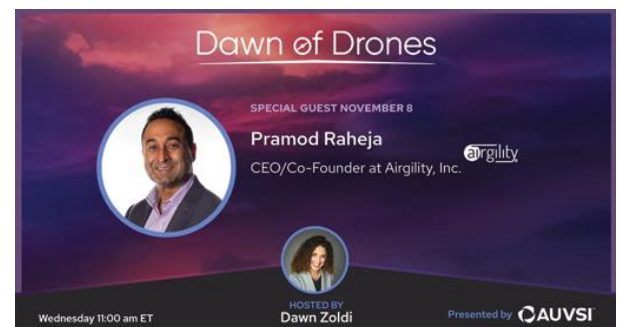 Dawn of Drones
SPECIAL GUEST NOVEMBER 8
Pramod Raheja
CEO/Co-Founder at Airgility, Inc.
airgility
HOSTED BY
Dawn Zoldi
Wednesday 11:00 am ET
Presented by AUVSI